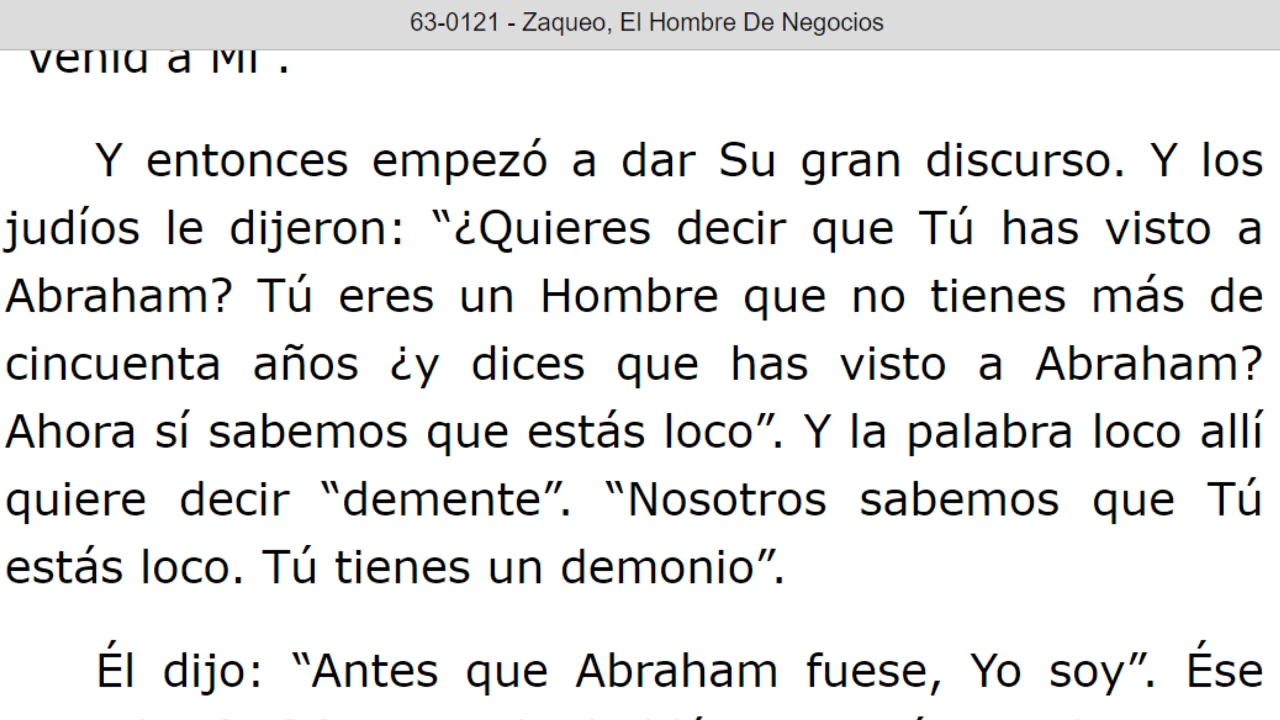 63-0121 - Zaqueo, El Hombre De Negocios
venid a Mí”.
Y entonces empezó a dar Su gran discurso. Y los
judíos le dijeron: “¿Quieres decir que Tú has visto a
Abraham? Tú eres un Hombre que no tienes más de
cincuenta años ¿y dices que has visto a Abraham?
Ahora sí sabemos que estás loco”. Y la palabra loco allí
quiere decir “demente”. “Nosotros sabemos que Tú
estás loco. Tú tienes un demonio”.
Él dijo: “Antes que Abraham fuese, Yo soy”. Ése